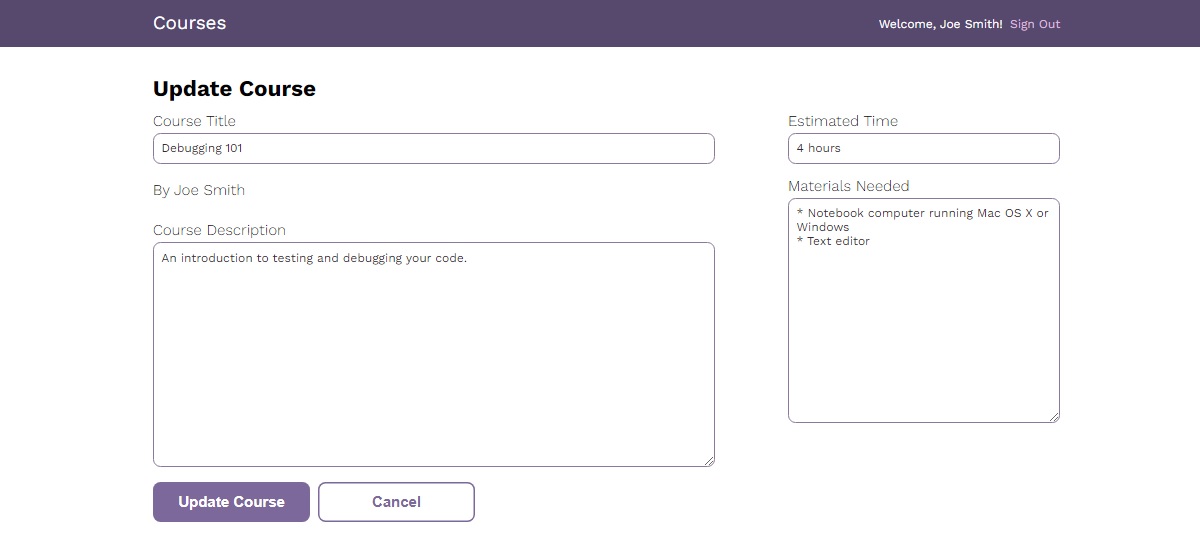 Courses
Welcome, Joe Smith! Sign Out
Update Course
Course Title
Debugging 101
By Joe Smith
Course Description
An introduction to testing and debugging your code.
Estimated Time
4 hours
Materials Needed
* Notebook computer running Mac OS X or
Windows
* Text editor
Update Course
Cancel